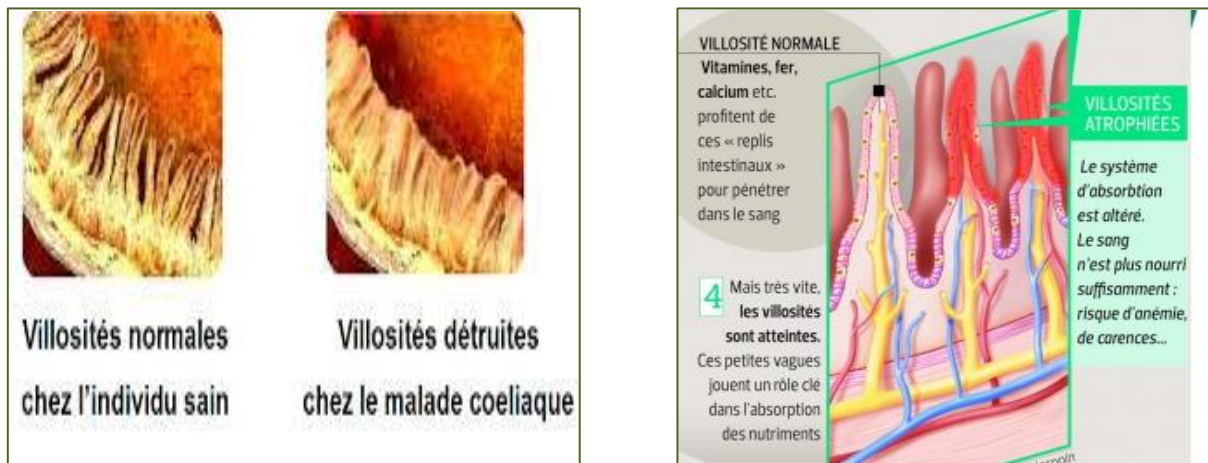 Villosités normales
chez l'individu sain
Villosités détruites
chez le malade coeliaque
VILLOSITÉ NORMALE
Vitamines, fer,
calcium etc.
profitent de
ces « replis
intestinaux »
pour pénétrer
dans le sang
4 Mais très vite,
les villosités
sont atteintes.
Ces petites vagues
jouent un rôle clé
dans l'absorption
des nutriments
VILLOSITÉS
ATROPHIÉES
Le système
d'absorbtion
est altéré.
Le sang
n'est plus nourri
suffisamment :
risque d'anémie,
de carences...